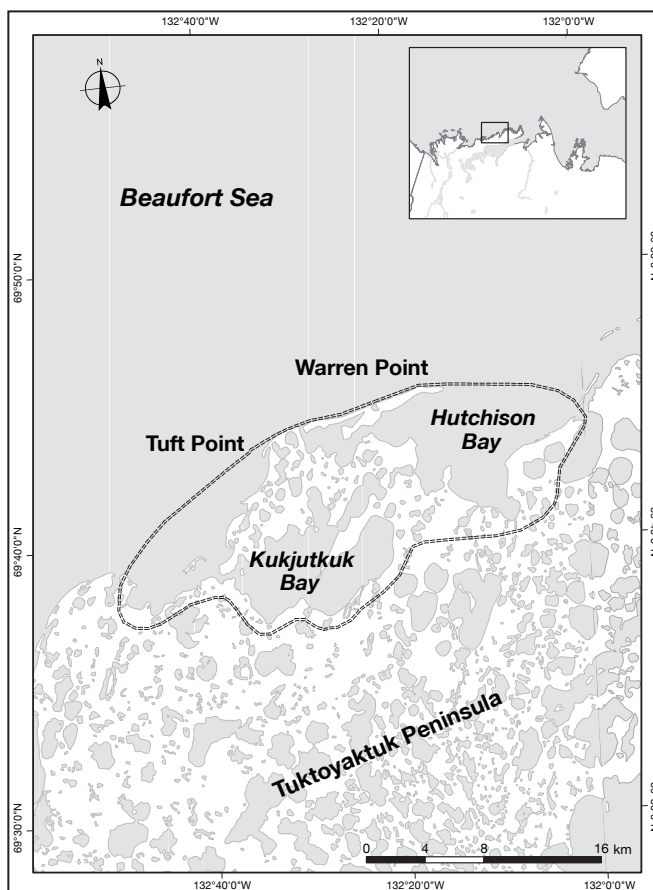 132°40'0"W
132°20'0"W
132°0'0"W
N
Beaufort Sea
69°50'0"N
Warren Point
Hutchison
Bay
Tuft Point
69°40'0"N
Kukjutkuk
Bay
Tuktoyaktuk Peninsula
69°30'0"N
0
4
8
16 km
132°40'0"W
132°20'0"W
132°0'0"W